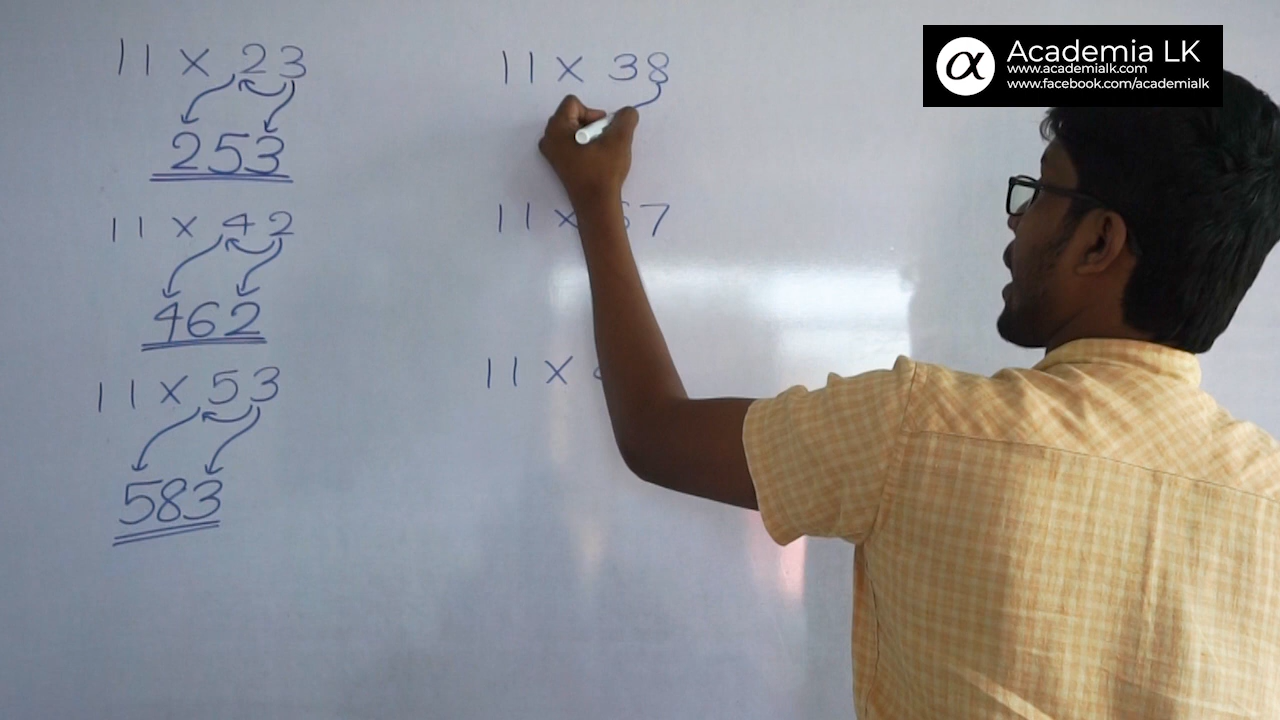 11 × 23
253
11 × 42
462
11 × 53
583
11 × 38
11 × 67
11 ×
α Academia LK
www.academialk.com
www.facebook.com/academialk